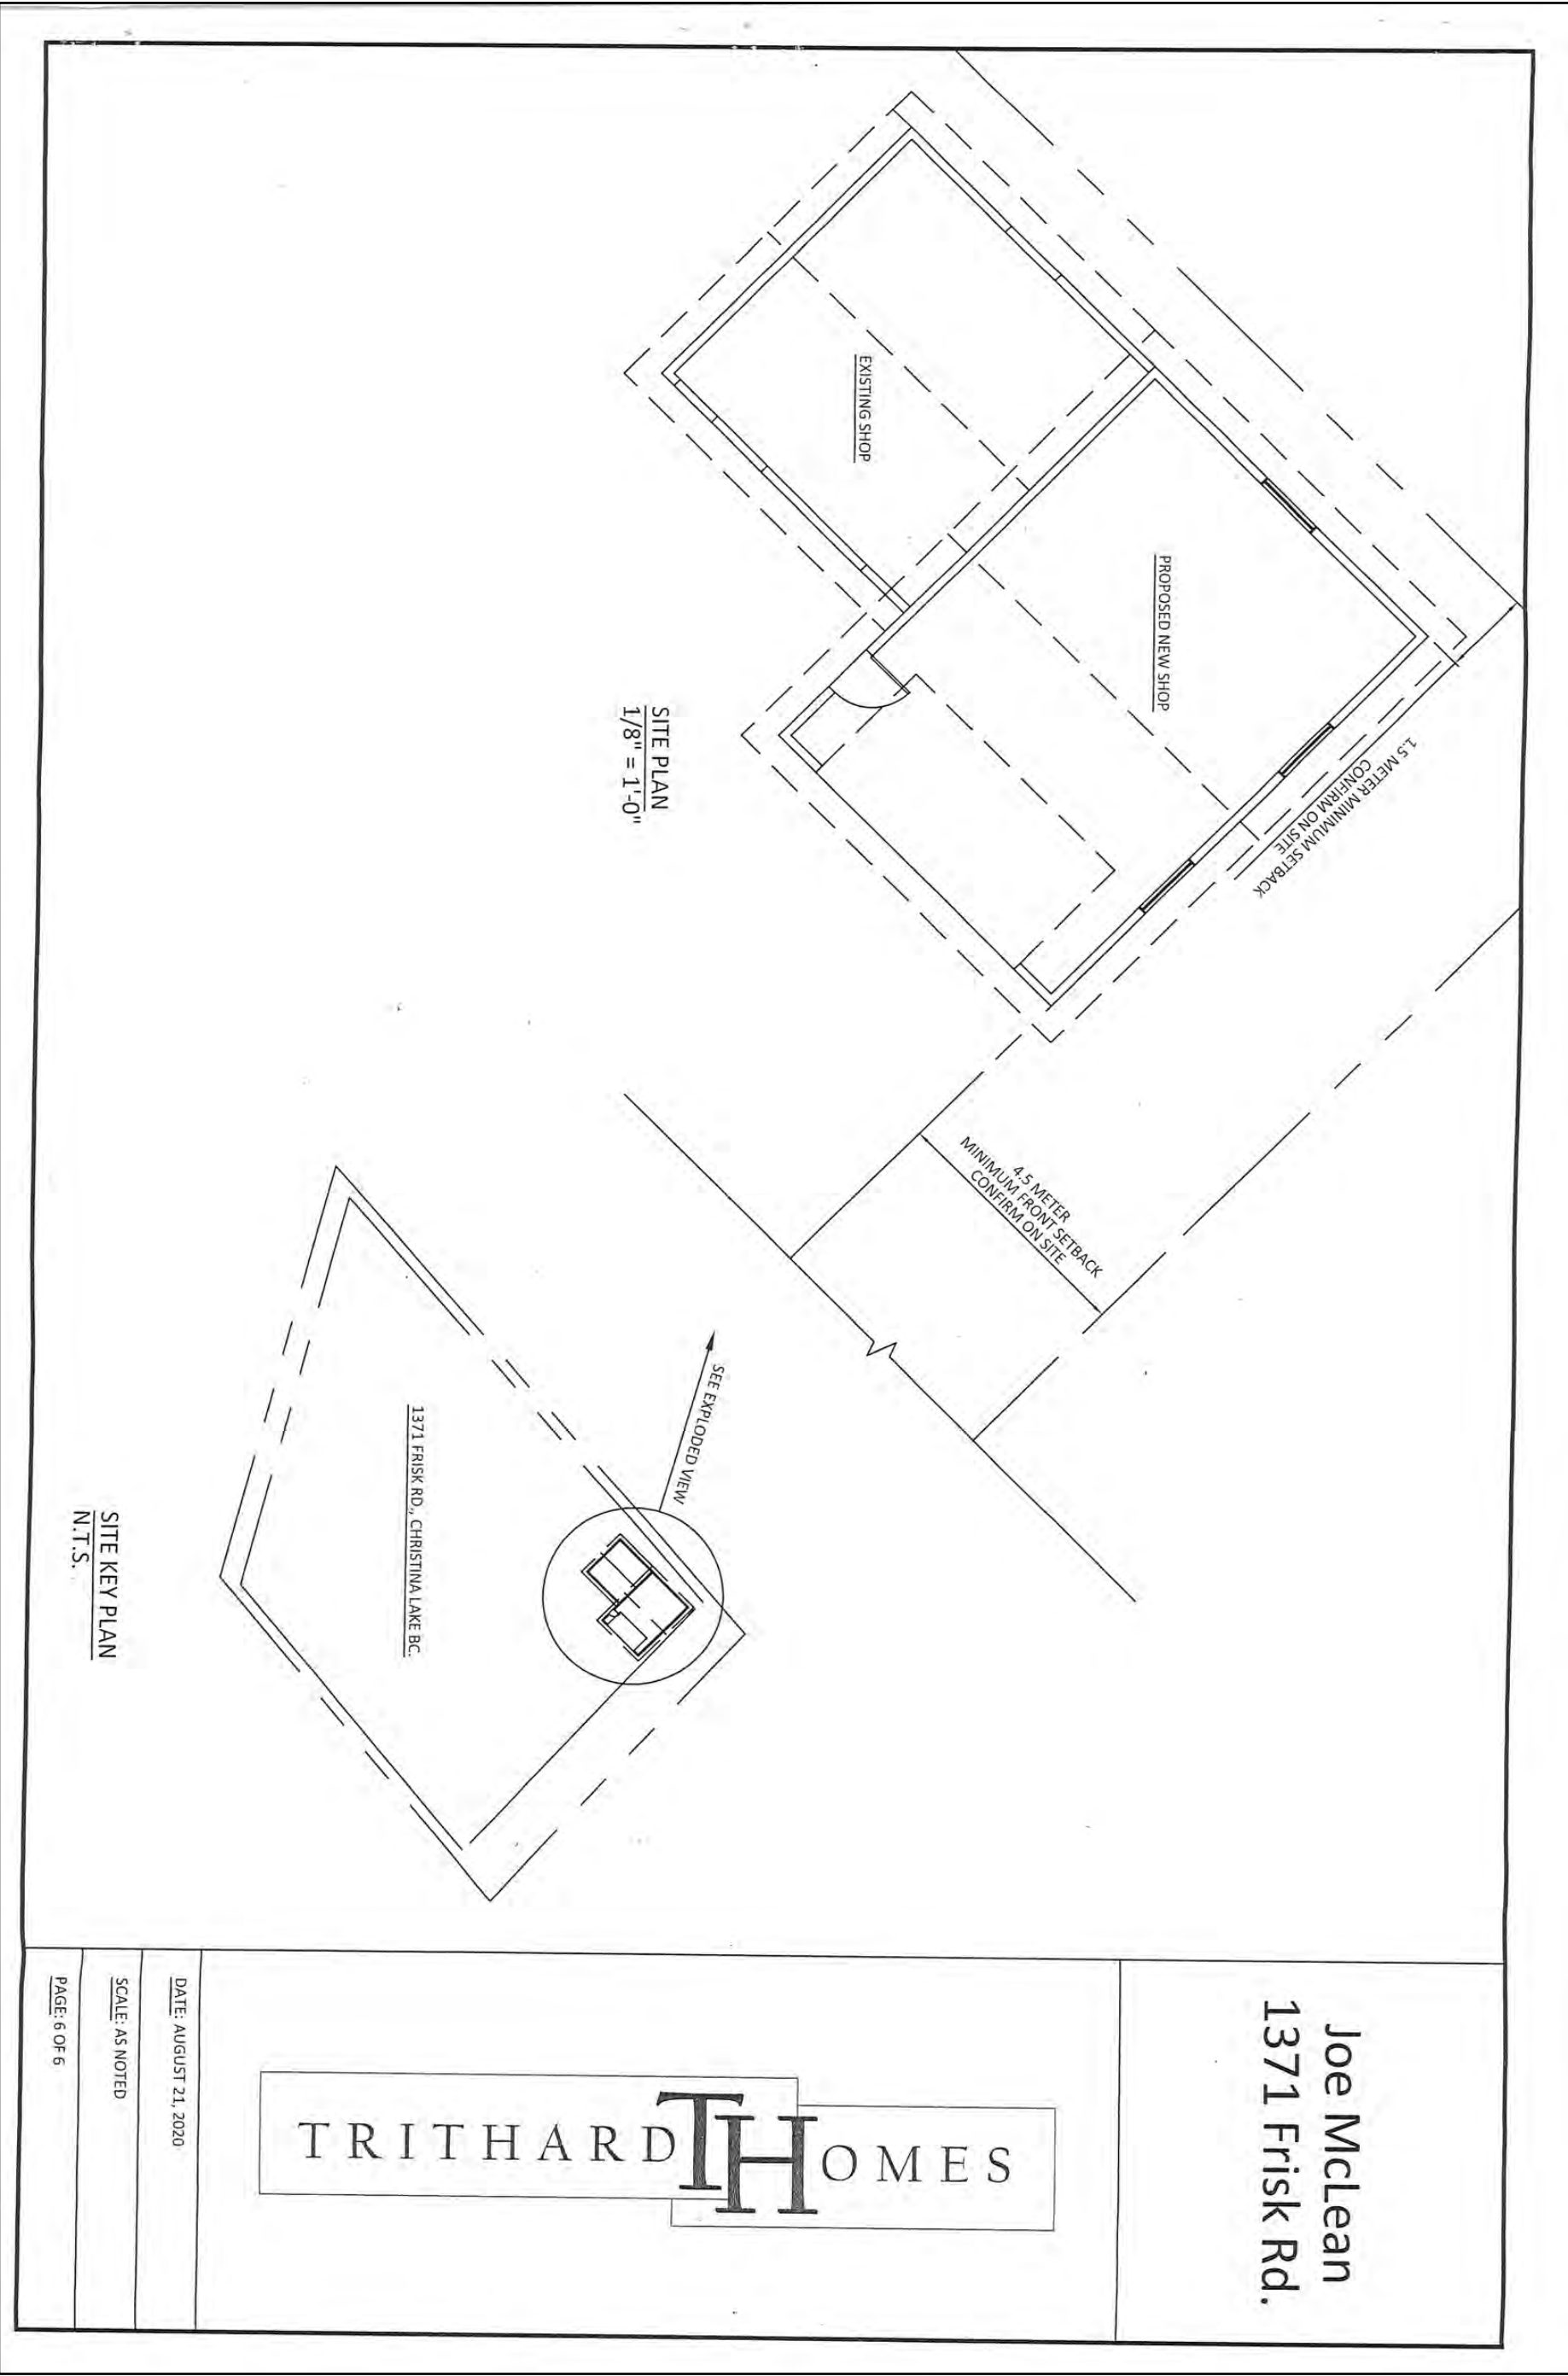 EXISTING SHOP
PROPOSED NEW SHOP
1.5 METER MINIMUM SETBACK
CONFIRM ON SITE
4.5 METER
MINIMUM FRONT SETBACK
CONFIRM ON SITE
SITE PLAN
1/8" = 1'-0"
SEE EXPLODED VIEW
1371 FRISK RD., CHRISTINA LAKE BC.
SITE KEY PLAN
N.T.S.
Joe McLean
1371 Frisk Rd.
TRITHARD TH OMES
DATE: AUGUST 21, 2020
SCALE: AS NOTED
PAGE: 6 OF 6